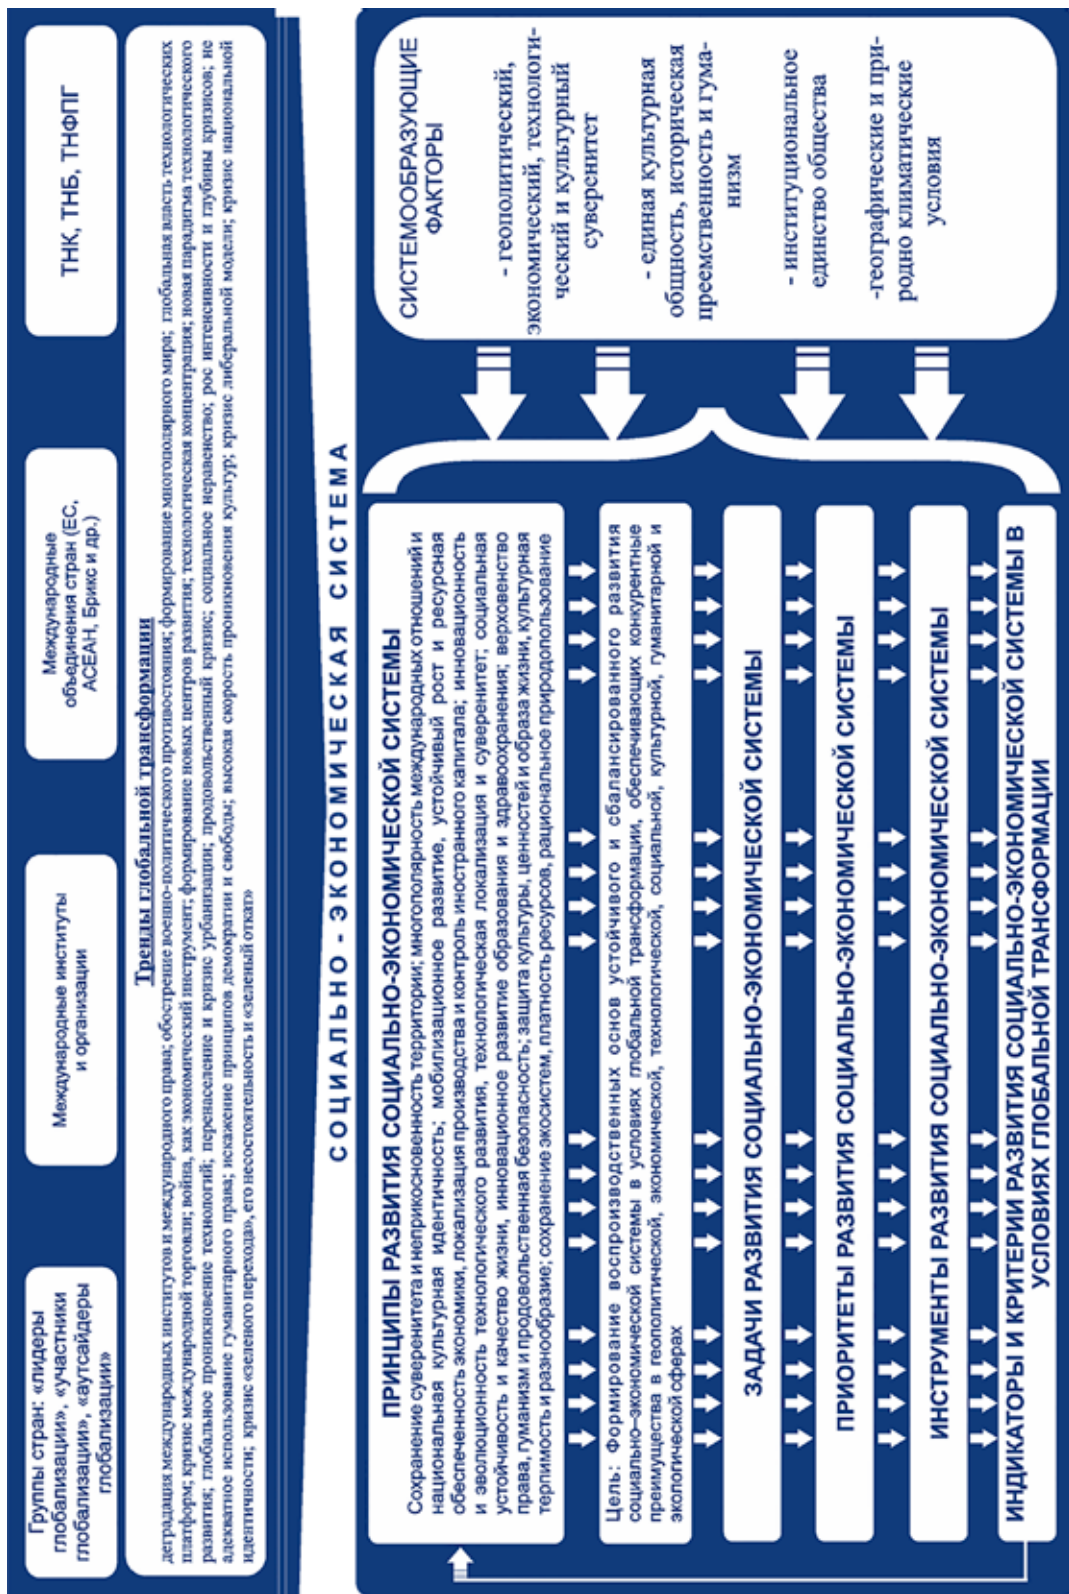 Группы стран: «лидеры
глобализации», «участники
глобализации», «аутсайдеры
глобализации»
Международные институты
и организации
Международные
объединения стран (ЕС,
АСЕАН, Брикс и др.)
ТНК, ТНБ, ТНФПГ
Тренды глобальной трансформации
деградация международных институтов и международного права; обострение военно-политического противостояния; формирование многополярного мира; глобальная власть технологических
платформ; кризис международной торговли; война, как экономический инструмент; формирование новых центров развития; технологическая концентрация; новая парадигма технологического
развития; глобальное проникновение технологий; перенаселение и кризис урбанизации; продовольственный кризис; социальное неравенство; рос интенсивности и глубины кризисов; не
адекватное использование гуманитарного права; искажение принципов демократии и свободы; высокая скорость проникновения культур; кризис либеральной модели; кризис национальной
идентичности; кризис «зеленого перехода», его несостоятельность и «зеленый откат»
СОЦИАЛЬНО-ЭКОНОМИЧЕСКАЯ СИСТЕМА
ПРИНЦИПЫ РАЗВИТИЯ СОЦИАЛЬНО-ЭКОНОМИЧЕСКОЙ СИСТЕМЫ
Сохранение суверенитета и неприкосновенность территории; многополярность международных отношений и
национальная культурная идентичность; мобилизационное развитие, устойчивый рост и ресурсная
обеспеченность экономики, локализация производства и контроль иностранного капитала; инновационность
и эволюционность технологического развития, технологическая локализация и суверенитет; социальная
устойчивость и качество жизни, инновационное развитие образования и здравоохранения; верховенство
права, гуманизм и продовольственная безопасность; защита культуры, ценностей и образа жизни, культурная
терпимость и разнообразие; сохранение экосистем, платность ресурсов, рациональное природопользование
Цель: Формирование воспроизводственных основ устойчивого и сбалансированного развития
социально–экономической системы в условиях глобальной трансформации, обеспечивающих конкурентные
преимущества в геополитической, экономической, технологической, социальной, культурной, гуманитарной и
экологической сферах
ЗАДАЧИ РАЗВИТИЯ СОЦИАЛЬНО-ЭКОНОМИЧЕСКОЙ СИСТЕМЫ
ПРИОРИТЕТЫ РАЗВИТИЯ СОЦИАЛЬНО-ЭКОНОМИЧЕСКОЙ СИСТЕМЫ
ИНСТРУМЕНТЫ РАЗВИТИЯ СОЦИАЛЬНО-ЭКОНОМИЧЕСКОЙ СИСТЕМЫ
ИНДИКАТОРЫ И КРИТЕРИИ РАЗВИТИЯ СОЦИАЛЬНО-ЭКОНОМИЧЕСКОЙ СИСТЕМЫ В
УСЛОВИЯХ ГЛОБАЛЬНОЙ ТРАНСФОРМАЦИИ
СИСТЕМООБРАЗУЮЩИЕ
ФАКТОРЫ
- геополитический,
экономический, технологи-
ческий и культурный
суверенитет
- единая культурная
общность, историческая
преемственность и гума-
низм
- институциональное
единство общества
-географические и при-
родно климатические
условия